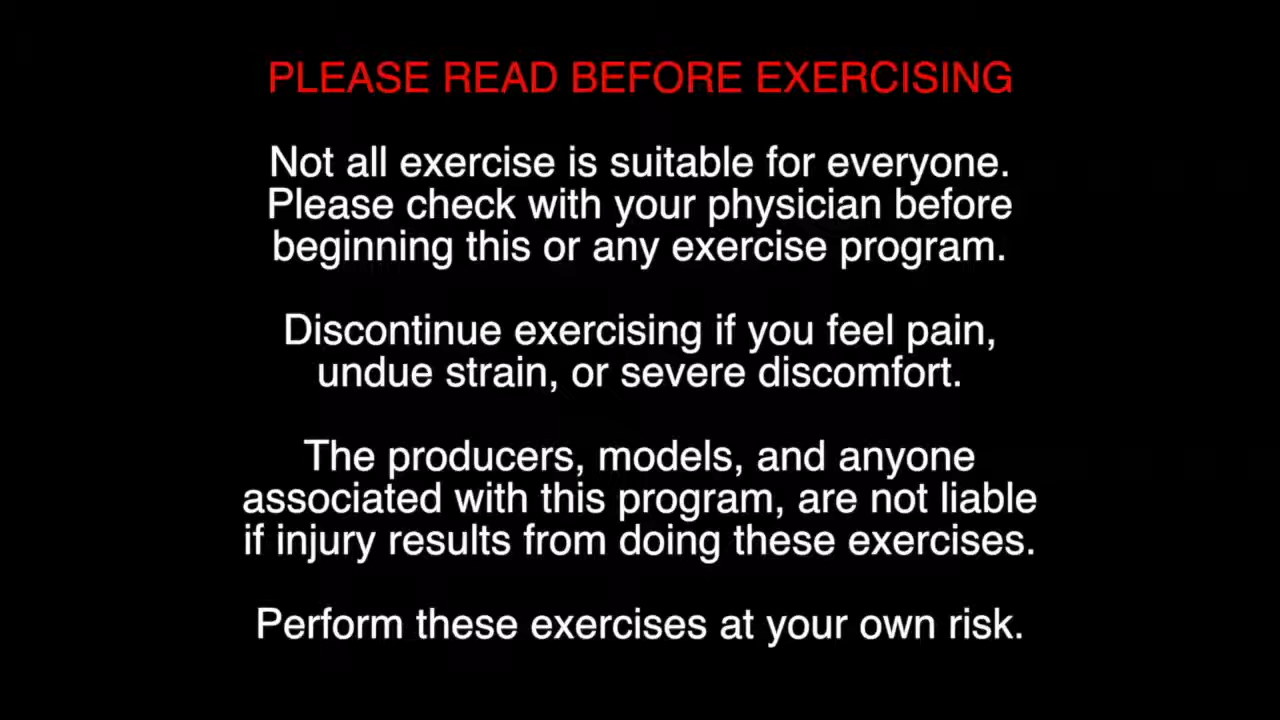 PLEASE READ BEFORE EXERCISING
Not all exercise is suitable for everyone.
Please check with your physician before
beginning this or any exercise program.
Discontinue exercising if you feel pain,
undue strain, or severe discomfort.
The producers, models, and anyone
associated with this program, are not liable
if injury results from doing these exercises.
Perform these exercises at your own risk.